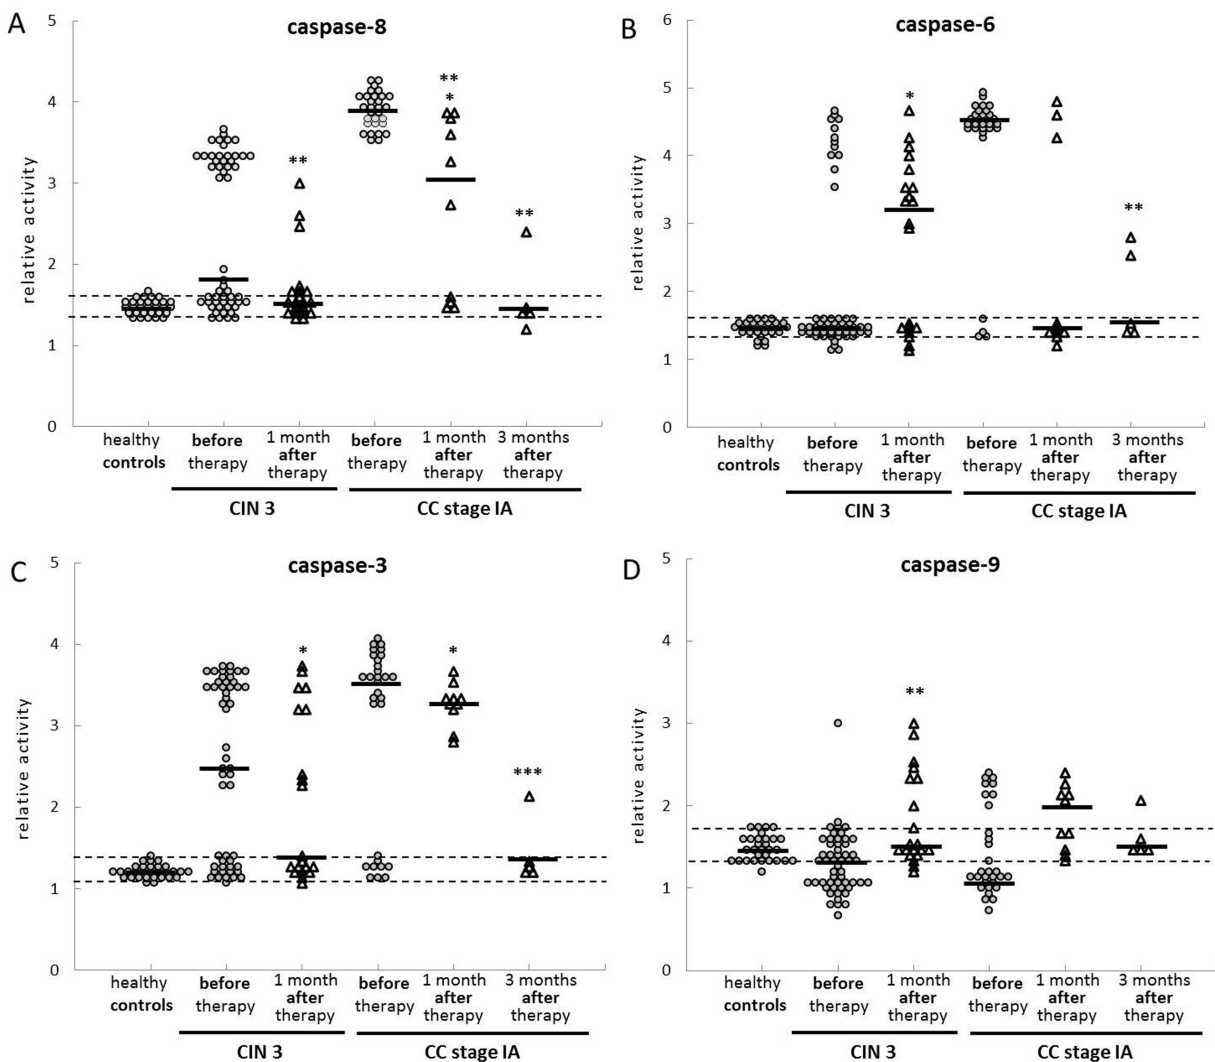 A
caspase-8
5
4
3
2
1
0
relative activity
**
**
*
**
healthy controls
before therapy
1 month after therapy
before therapy
1 month after therapy
3 months after therapy
CIN 3
CC stage IA
B
caspase-6
6
5
4
3
2
1
0
relative activity
*
**
healthy controls
before therapy
1 month after therapy
before therapy
1 month after therapy
3 months after therapy
CIN 3
CC stage IA
C
caspase-3
5
4
3
2
1
0
relative activity
*
*
***
healthy controls
before therapy
1 month after therapy
before therapy
1 month after therapy
3 months after therapy
CIN 3
CC stage IA
D
caspase-9
5
4
3
2
1
0
relative activity
**
healthy controls
before therapy
1 month after therapy
before therapy
1 month after therapy
3 months after therapy
CIN 3
CC stage IA